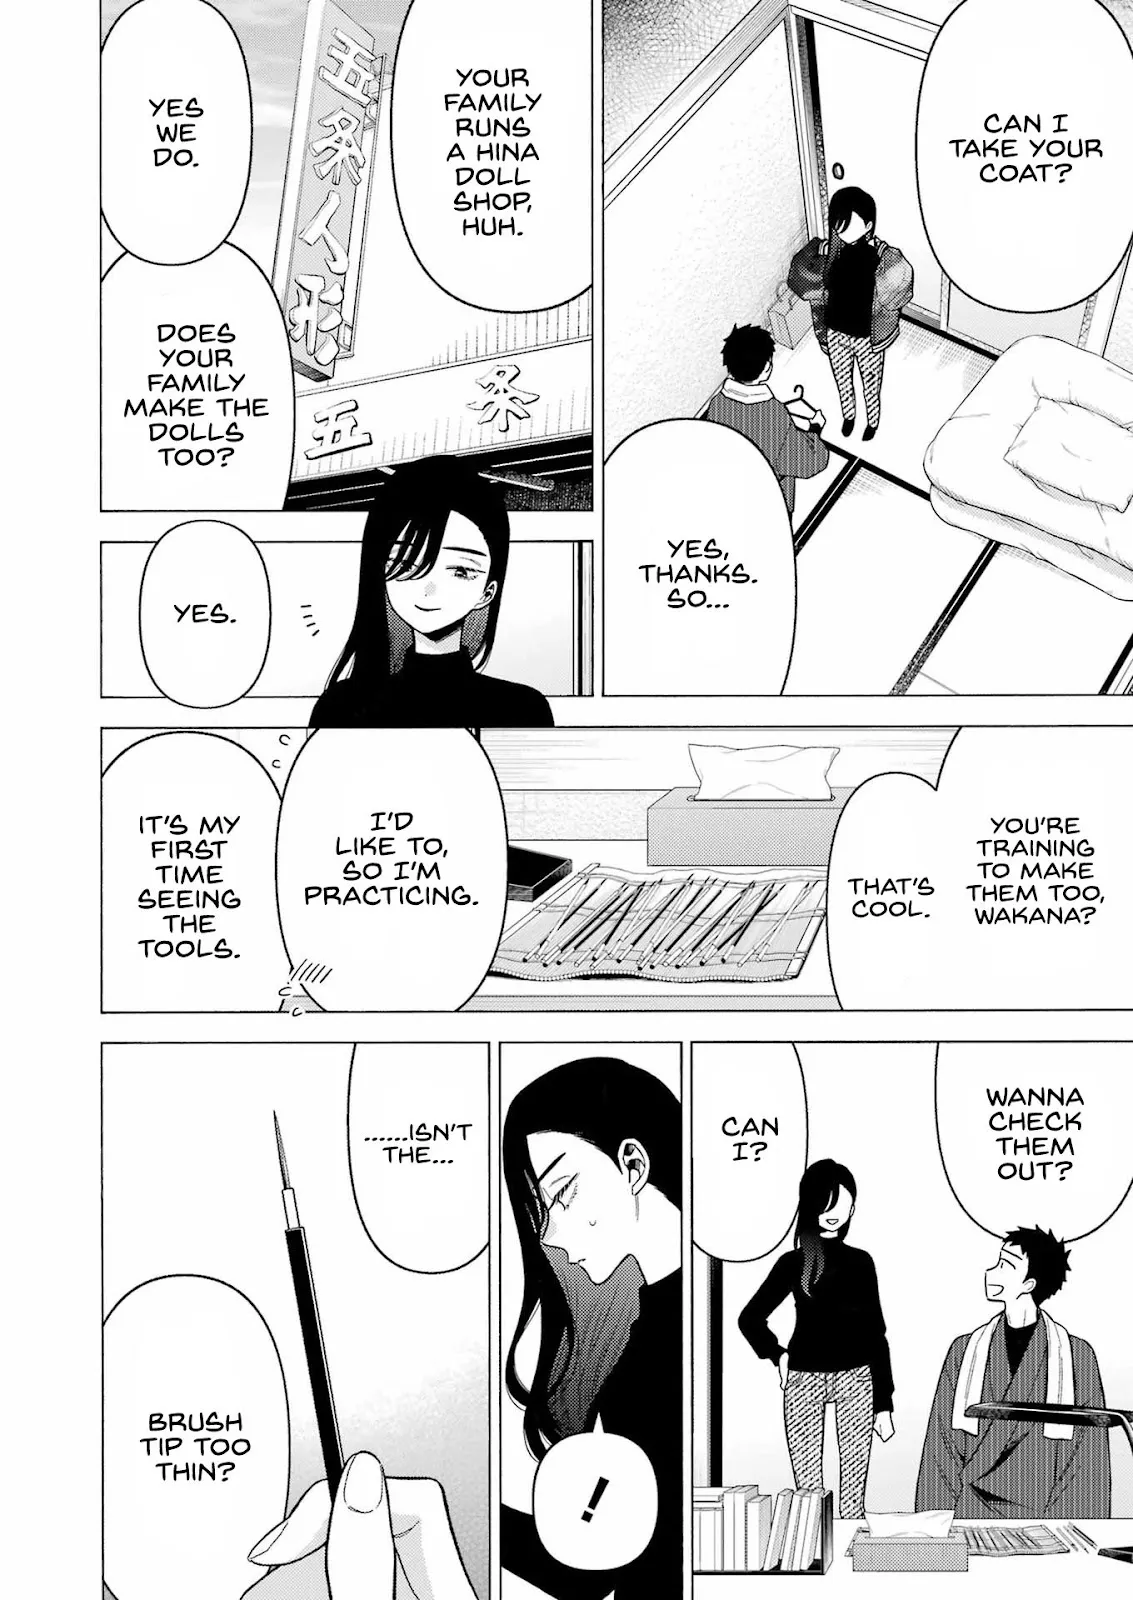 CAN I
TAKE YOUR
COAT?
YES,
THANKS.
SO...
YOUR
FAMILY
RUNS
A HINA
DOLL
SHOP,
HUH.
五条人形
五条
YES
WE
DO.
DOES
YOUR
FAMILY
MAKE THE
DOLLS
TOO?
YES.
YOU'RE
TRAINING
TO MAKE
THEM TOO,
WAKANA?
THAT'S
COOL.
I'D
LIKE TO,
SO I'M
PRACTICING.
IT'S MY
FIRST
TIME
SEEING
THE
TOOLS.
WANNA
CHECK
THEM
OUT?
CAN
I?
!
......ISN'T
THE...
BRUSH
TIP TOO
THIN?